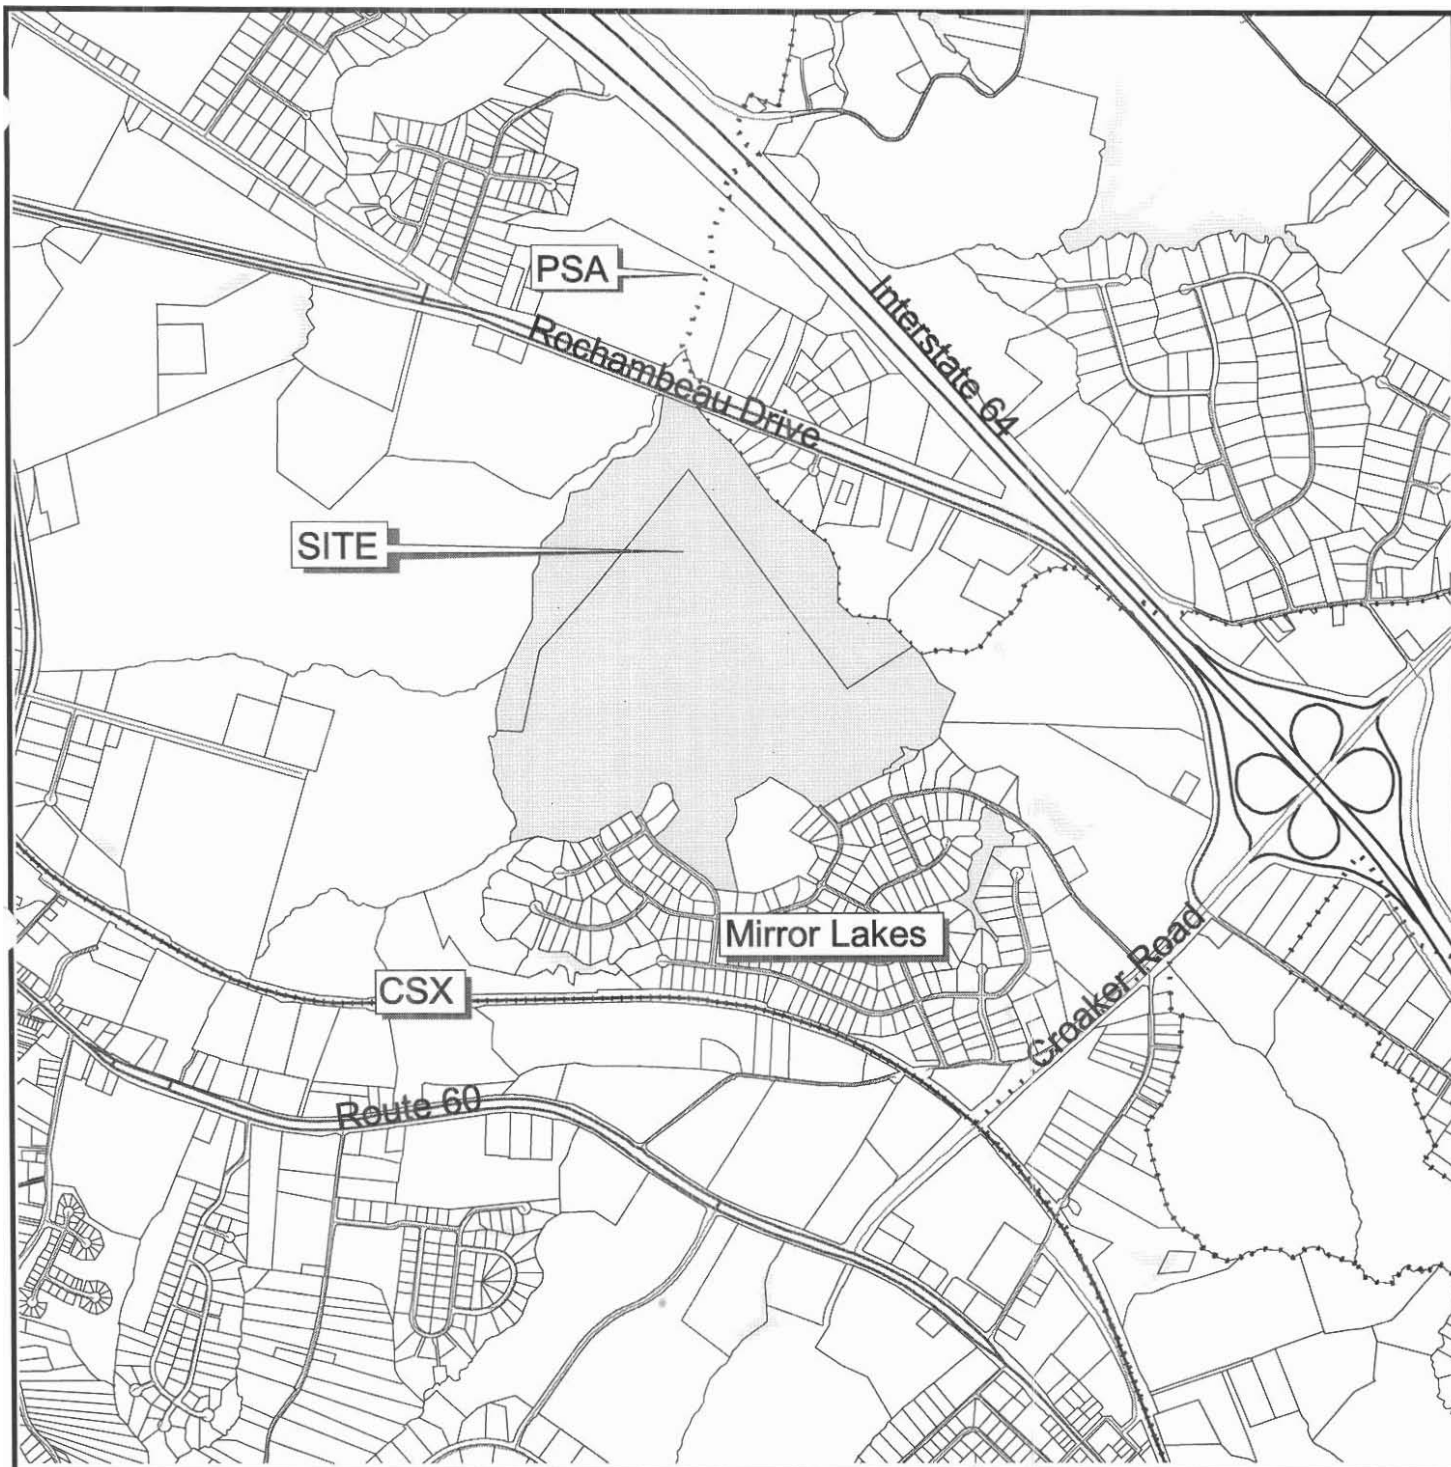 PSA
Interstate 64
Rochambeau Drive
SITE
Mirror Lakes
Croaker Road
CSX
Route 60